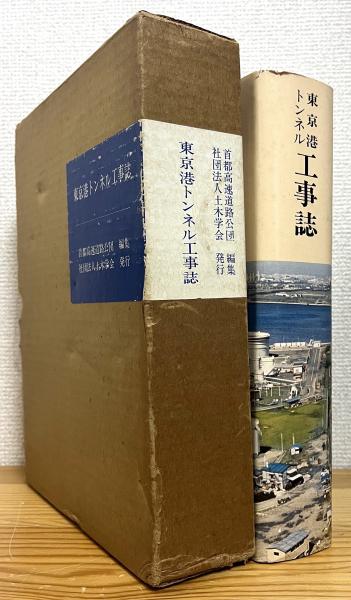 東京港トンネル工事誌
首都高速道路公団 編集
社団法人土木学会 発行
首都高速道路公団 編集
社団法人土木学会 発行
東京港トンネル工事誌
東京港
トンネル
工事誌